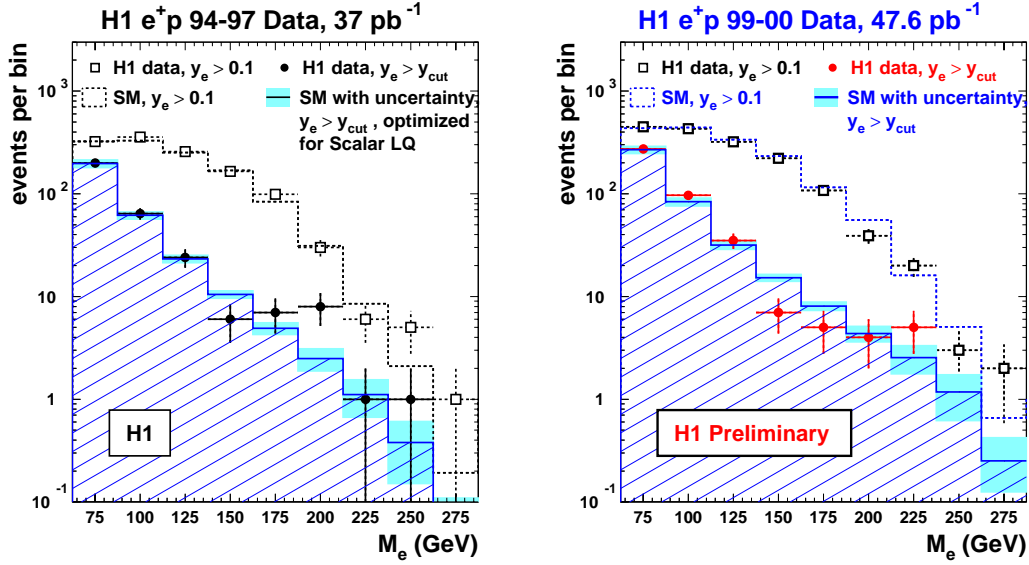 H1 e⁺p 94-97 Data, 37 pb⁻¹
events per bin
10³
10²
10
1
10⁻¹
H1 data, yₑ > 0.1
H1 data, yₑ > y_cut
SM, yₑ > 0.1
SM with uncertainty,
yₑ > y_cut , optimized
for Scalar LQ
H1
75 100 125 150 175 200 225 250 275
Mₑ (GeV)
H1 e⁺p 99-00 Data, 47.6 pb⁻¹
events per bin
10³
10²
10
1
10⁻¹
H1 data, yₑ > 0.1
H1 data, yₑ > y_cut
SM, yₑ > 0.1
SM with uncertainty,
yₑ > y_cut
H1 Preliminary
75 100 125 150 175 200 225 250 275
Mₑ (GeV)